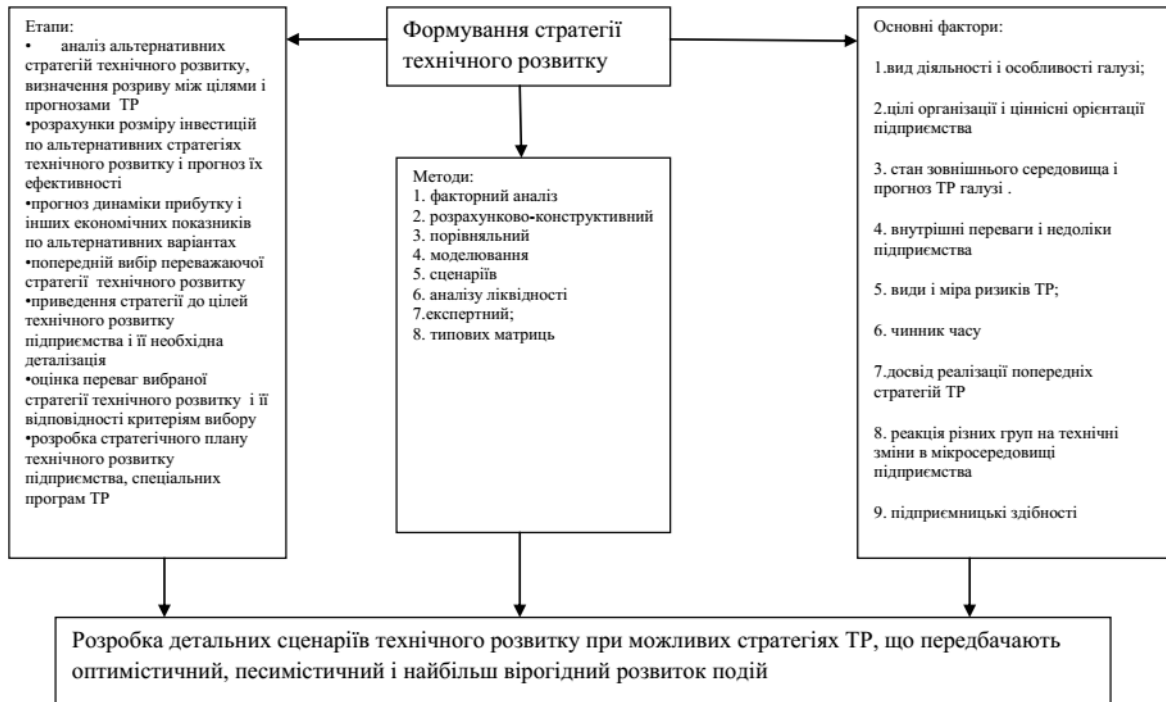 Формування стратегії
технічного розвитку
Етапи:
• аналіз альтернативних
стратегій технічного розвитку,
визначення розриву між цілями і
прогнозами ТР
•розрахунки розміру інвестицій
по альтернативних стратегіях
технічного розвитку і прогноз їх
ефективності
•прогноз динаміки прибутку і
інших економічних показників
по альтернативних варіантах
•попередній вибір переважаючої
стратегії технічного розвитку
•приведення стратегії до цілей
технічного розвитку
підприємства і її необхідна
деталізація
•оцінка переваг вибраної
стратегії технічного розвитку і її
відповідності критеріям вибору
•розробка стратегічного плану
технічного розвитку
підприємства, спеціальних
програм ТР
Методи:
1. факторний аналіз
2. розрахунково-конструктивний
3. порівняльний
4. моделювання
5. сценаріїв
6. аналізу ліквідності
7.експертний;
8. типових матриць
Основні фактори:
1.вид діяльності і особливості галузі;
2.цілі організації і ціннісні орієнтації
підприємства
3. стан зовнішнього середовища і
прогноз ТР галузі .
4. внутрішні переваги і недоліки
підприємства
5. види і міра ризиків ТР;
6. чинник часу
7.досвід реалізації попередніх
стратегій ТР
8. реакція різних груп на технічні
зміни в мікросередовищі
підприємства
9. підприємницькі здібності
Розробка детальних сценаріїв технічного розвитку при можливих стратегіях ТР, що передбачають
оптимістичний, песимістичний і найбільш вірогідний розвиток подій